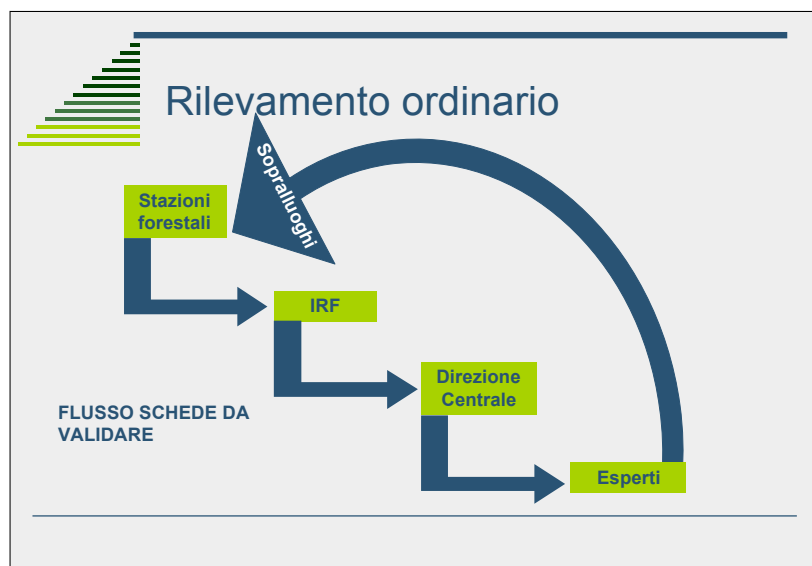 Rilevamento ordinario
Sopralluoghi
Stazioni
forestali
IRF
Direzione
Centrale
FLUSSO SCHEDE DA
VALIDARE
Esperti